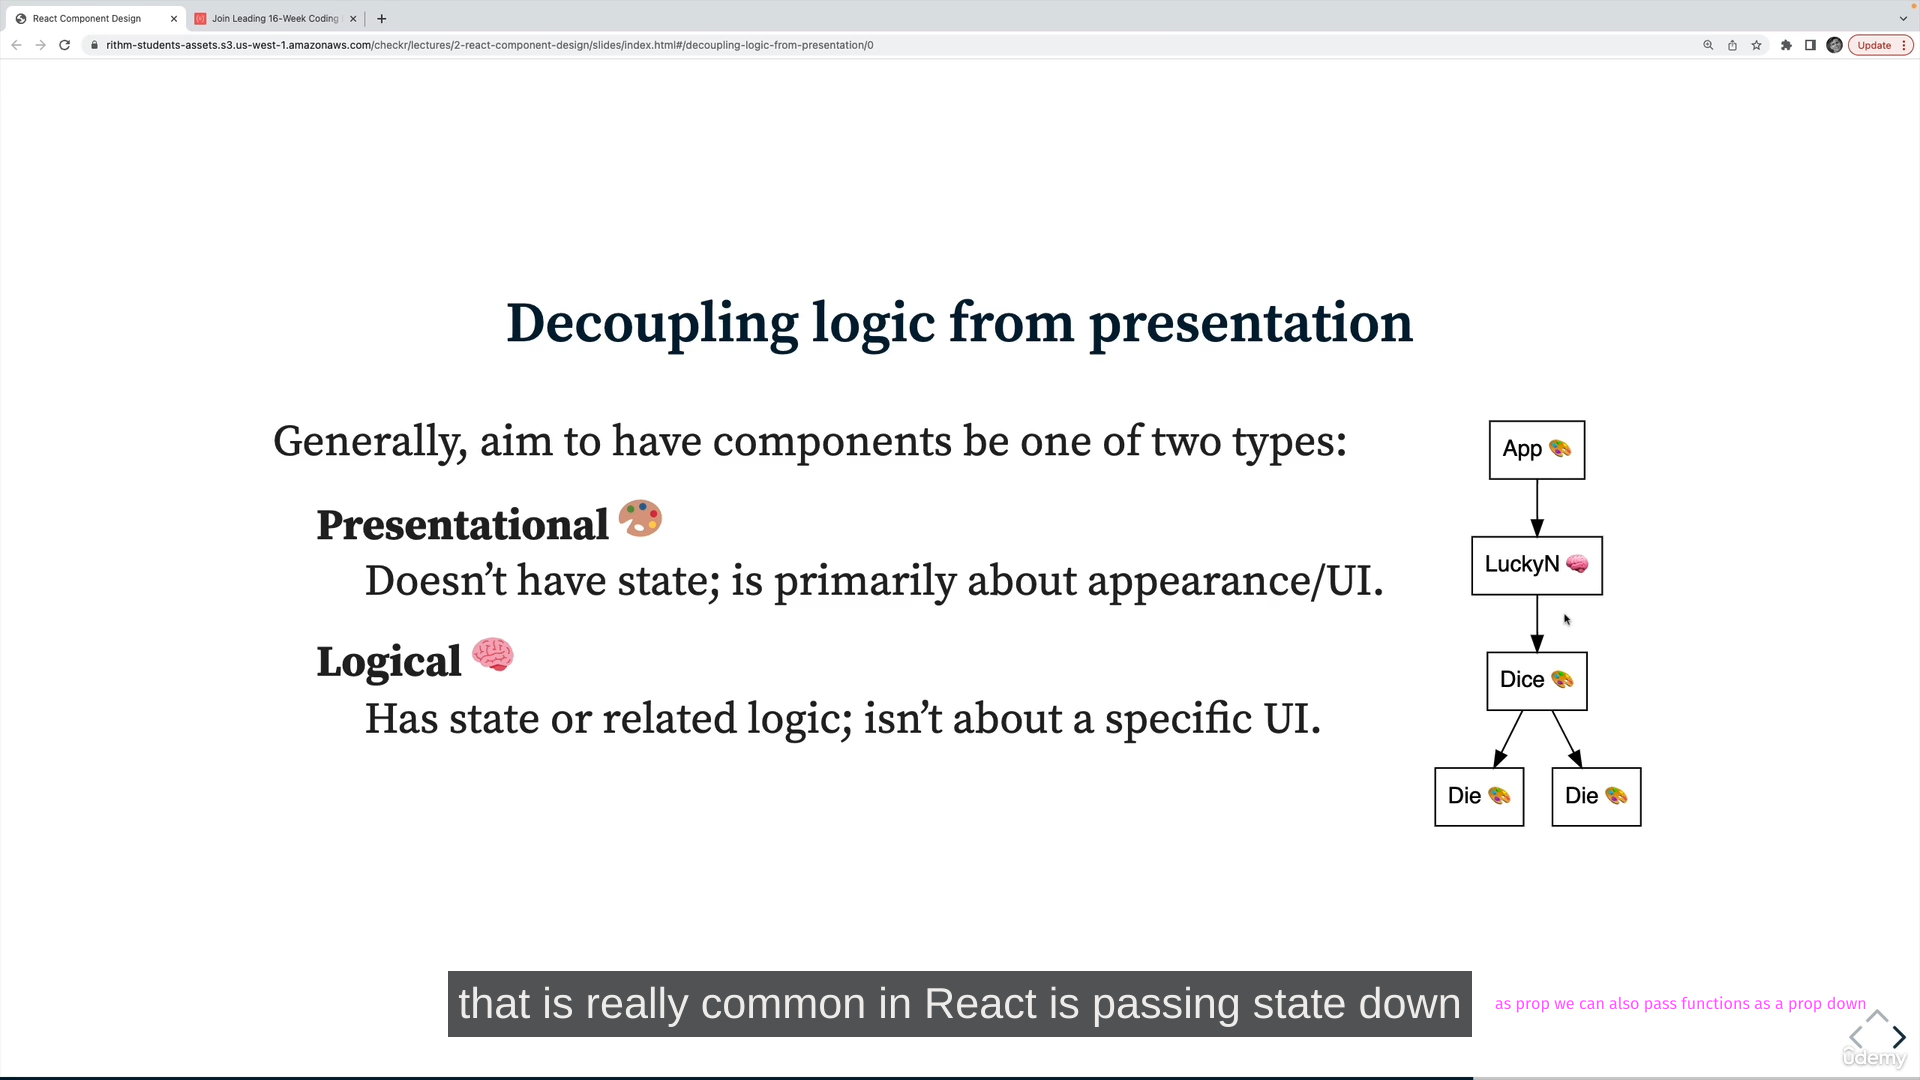 React Component Design
Join Leading 16-Week Coding
rithm-students-assets.s3.us-west-1.amazonaws.com/checkr/lectures/2-react-component-design/slides/index.html#/decoupling-logic-from-presentation/0
Update
Decoupling logic from presentation
Generally, aim to have components be one of two types:
Presentational 🎨
Doesn’t have state; is primarily about appearance/UI.
Logical 🧠
Has state or related logic; isn’t about a specific UI.
App 🎨
LuckyN 🧠
Dice 🎨
Die 🎨
Die 🎨
that is really common in React is passing state down
as prop we can also pass functions as a prop down
ûdemy